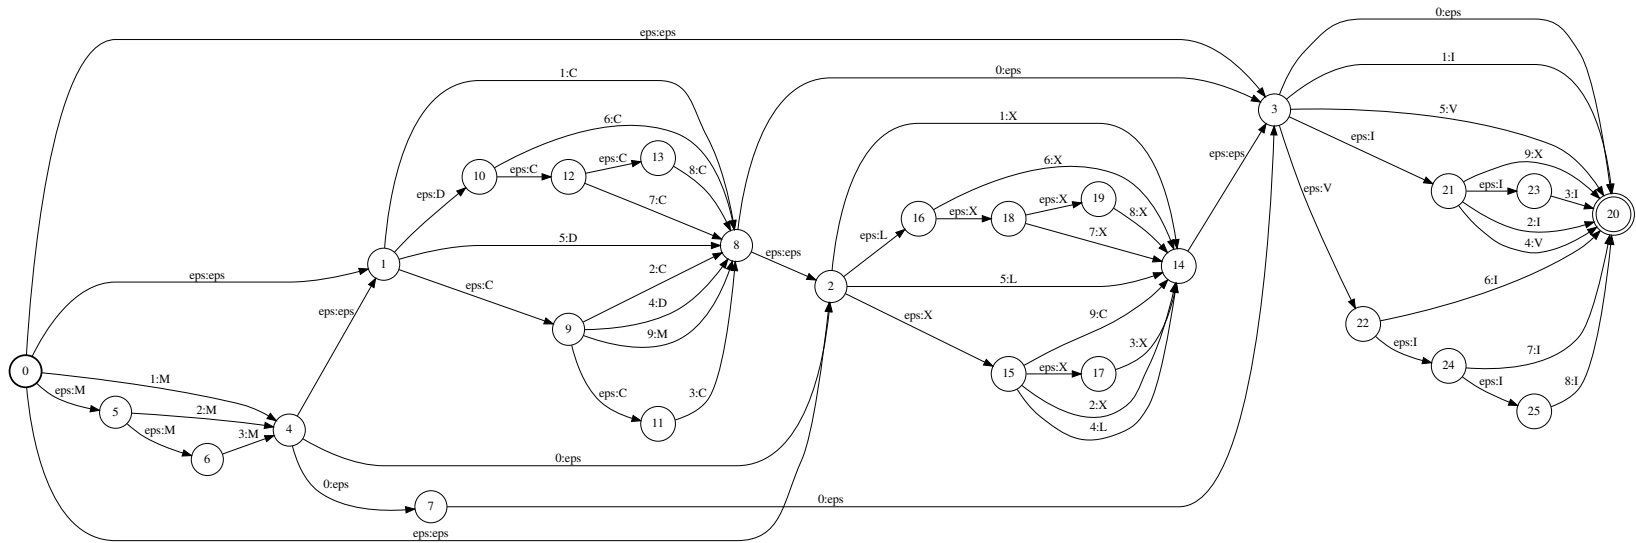 0:eps
eps:eps
1:I
1:C
0:eps
5:V
3
6:C
1:X
eps:I
9:X
13
eps:C
8:C
10
eps:C
12
6:X
21
eps:I
23
3:I
eps:eps
eps:D
7:C
19
eps:X
8:X
eps:V
2:I
20
16
eps:X
18
4:V
5:D
8
eps:L
7:X
1
eps:eps
14
eps:eps
2:C
5:L
2
6:I
eps:C
4:D
eps:X
9:C
22
eps:eps
9
9:M
3:X
eps:I
7:I
0
1:M
15
eps:X
17
24
eps:M
eps:C
3:C
2:X
eps:I
8:I
5
2:M
4:L
25
4
11
eps:M
3:M
6
0:eps
0:eps
7
0:eps
eps:eps